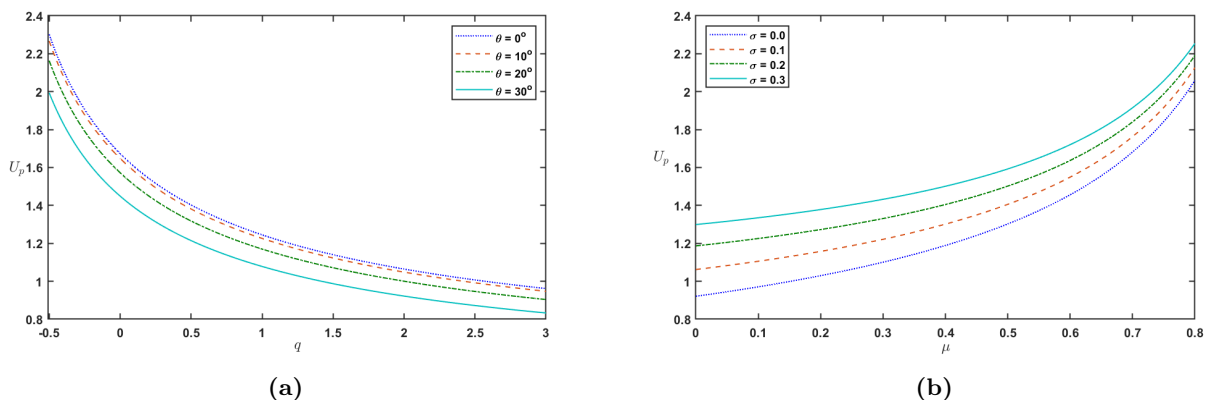 2.4
2.2
2
1.8
1.6
1.4
1.2
1
0.8
U_p
-0.5 0 0.5 1 1.5 2 2.5 3
q
θ = 0°
θ = 10°
θ = 20°
θ = 30°
(a)
2.4
2.2
2
1.8
1.6
1.4
1.2
1
0.8
U_p
0 0.1 0.2 0.3 0.4 0.5 0.6 0.7 0.8
μ
σ = 0.0
σ = 0.1
σ = 0.2
σ = 0.3
(b)